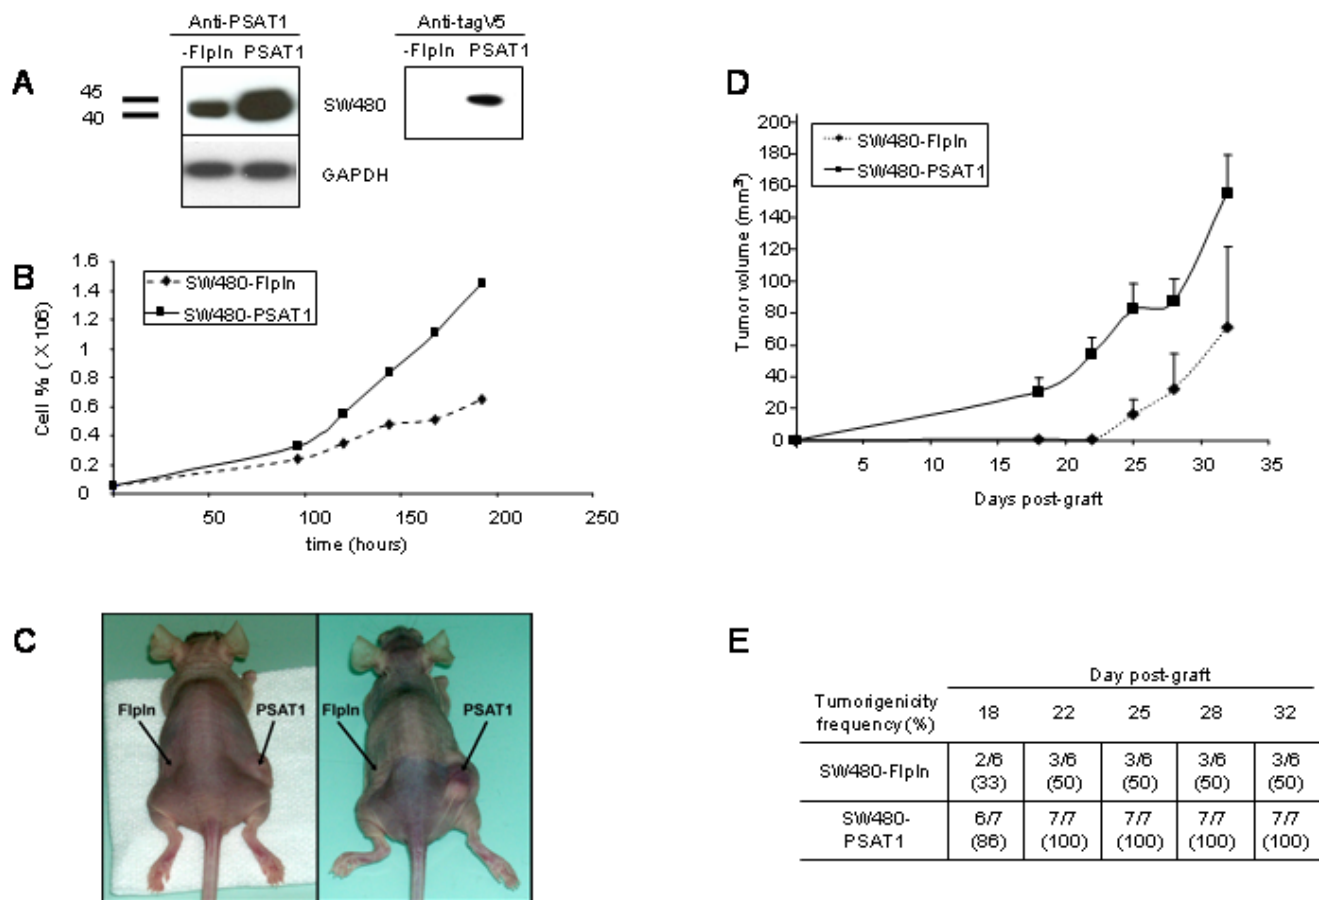 A
Anti-PSAT1
Anti-tagV5
-FlpIn PSAT1
-FlpIn PSAT1
45
40
SW480
GAPDH
B
1.6
1.4
1.2
1
0.8
0.6
0.4
0.2
0
Cell % ( X 106)
SW480-FlpIn
SW480-PSAT1
50 100 150 200 250
time (hours)
C
FlpIn PSAT1
FlpIn PSAT1
D
200
180
160
140
120
100
80
60
40
20
0
Tumor volume (mm³)
SW480-FlpIn
SW480-PSAT1
5 10 15 20 25 30 35
Days post-graft
E
Day post-graft
Tumorigenicity
frequency(%)
18 22 25 28 32
SW480-FlpIn
2/6 3/6 3/6 3/6 3/6
(33) (50) (50) (50) (50)
SW480-
PSAT1
6/7 7/7 7/7 7/7 7/7
(86) (100) (100) (100) (100)